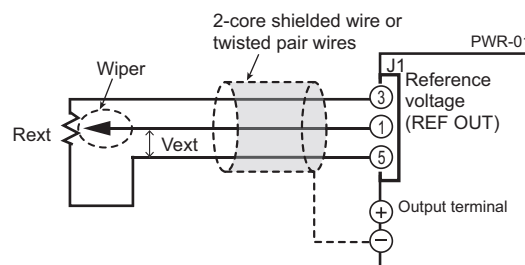 2-core shielded wire or
twisted pair wires
PWR-01
J1
Wiper
Reference
voltage
(REF OUT)
3
1
5
Rext
Vext
Output terminal
+
−